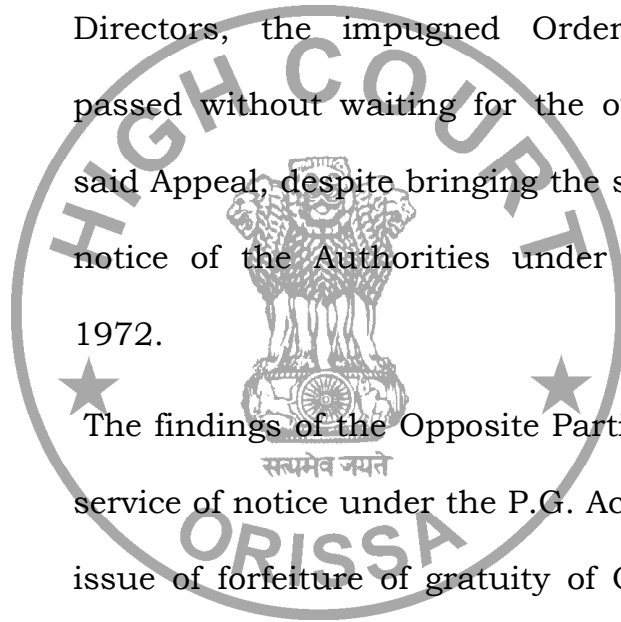 Directors, the impugned Order
passed without waiting for the
said Appeal, despite bringing the
notice of the Authorities under
1972.
The findings of the Opposite
service of notice under the P.G.
issue of forfeiture of gratuity of
HIGH COURT
सत्यमेव जयते
ORISSA